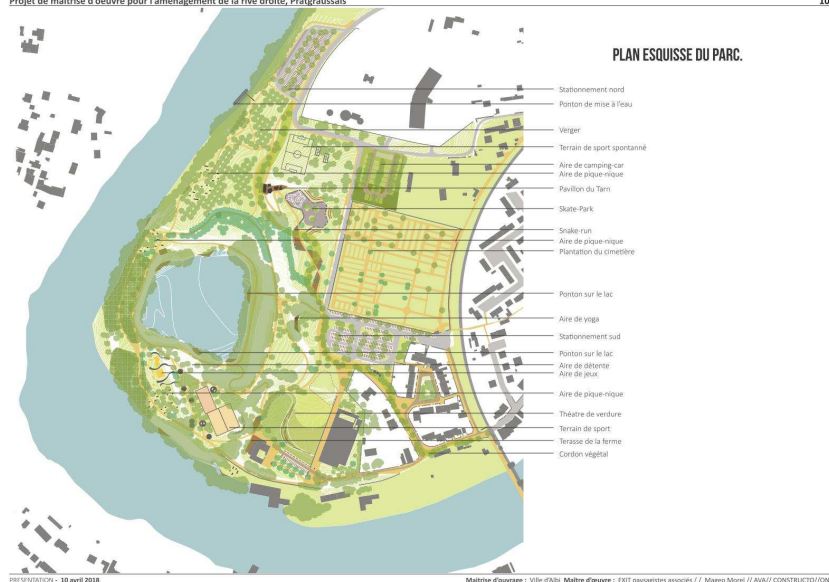 Projet de maîtrise d'oeuvre pour l'aménagement de la rive droite, Pratgraussals
10
PLAN ESQUISSE DU PARC.
Stationnement nord
Ponton de mise à l'eau
Verger
Terrain de sport spontanné
Aire de camping-car
Aire de pique-nique
Pavillon du Tarn
Skate-Park
Snake-run
Aire de pique-nique
Plantation du cimetière
Ponton sur le lac
Aire de yoga
Stationnement sud
Ponton sur le lac
Aire de détente
Aire de jeux
Aire de pique-nique
Théatre de verdure
Terrain de sport
Terasse de la ferme
Cordon végétal
PRESENTATION - 10 avril 2018
Maitrise d'ouvrage : Ville d'Albi Maître d'œuvre : EXIT paysagistes associés // Mageo Morel // AVA// CONSTRUCTO//ON